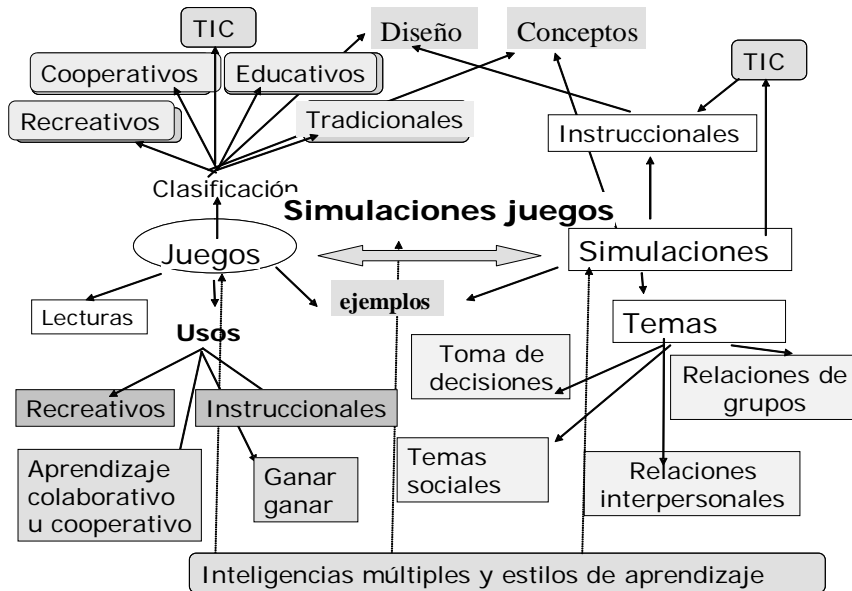 TIC
Diseño
Conceptos
Cooperativos
Educativos
TIC
Recreativos
Tradicionales
Instruccionales
Clasificación
Simulaciones juegos
Juegos
Simulaciones
Lecturas
ejemplos
Temas
Usos
Toma de
decisiones
Relaciones de
grupos
Recreativos
Instruccionales
Aprendizaje
colaborativo
u cooperativo
Ganar
ganar
Temas
sociales
Relaciones
interpersonales
Inteligencias múltiples y estilos de aprendizaje